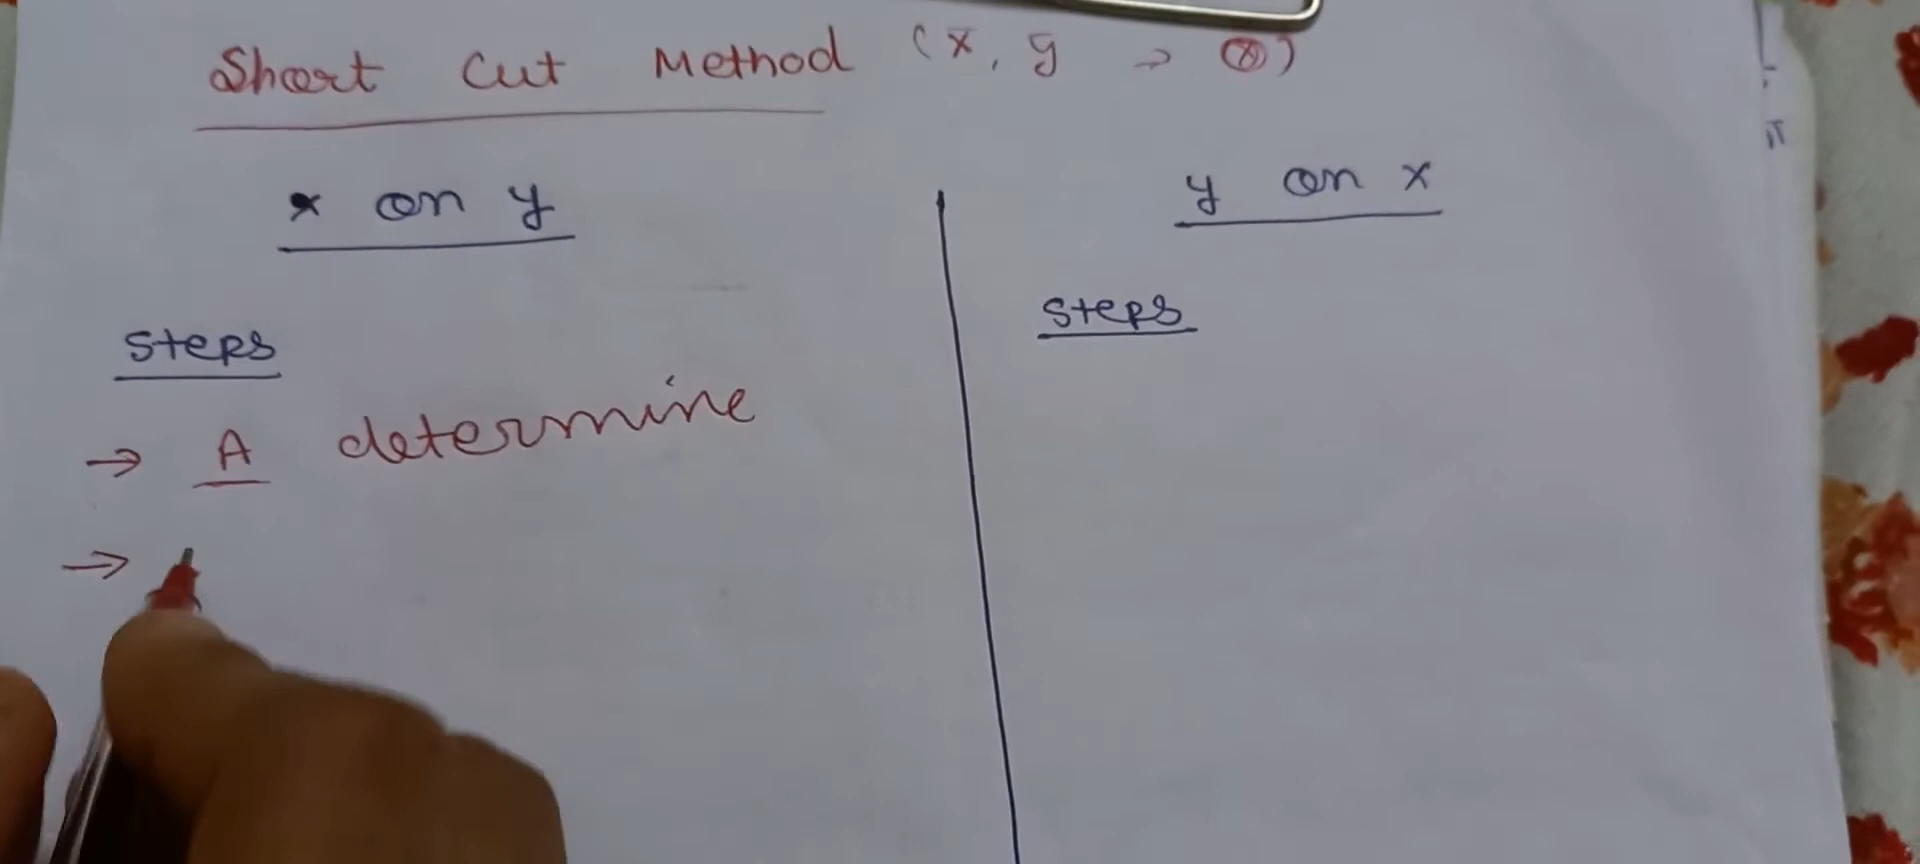 Short Cut Method (x, y → ⓧ)
x on y
steps
→ A determine
→
y on x
steps